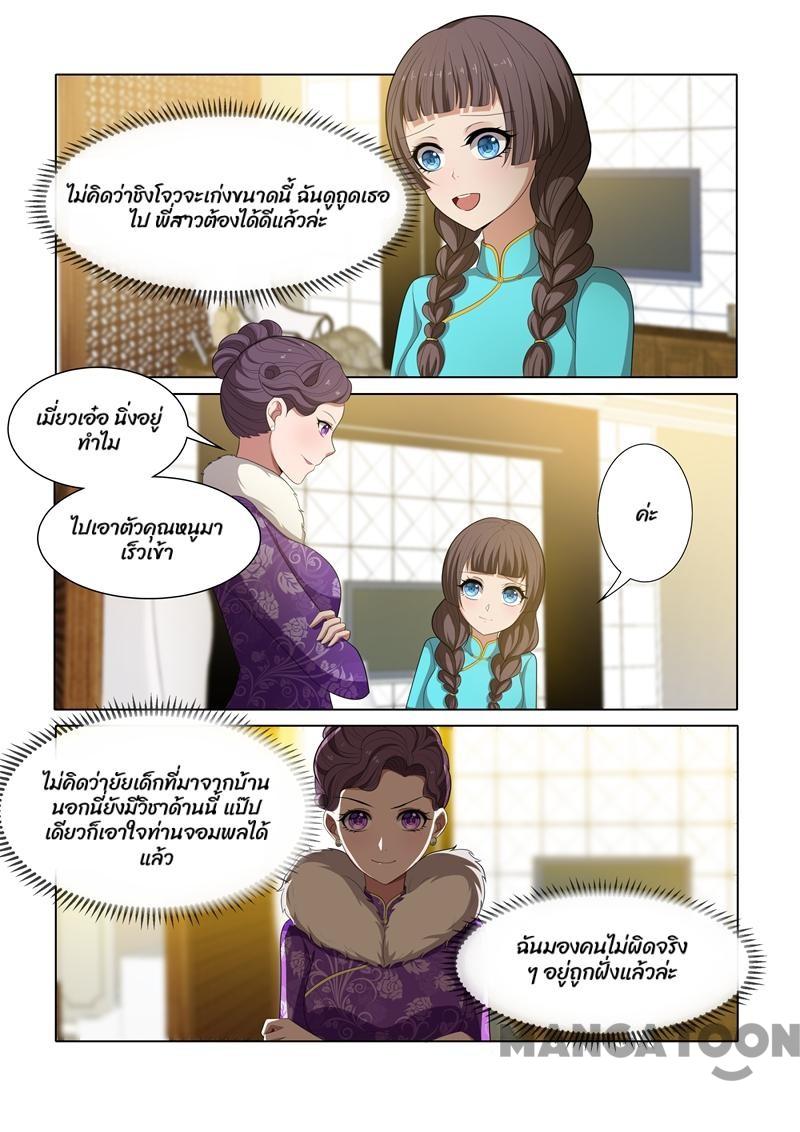 ไม่คิดว่าชิงโจวจะเก่งขนาดนี้ ฉันดูถูดเธอ
ไป พี่สาวต้องได้ดีแล้วล่ะ
เมี่ยวเอ๋อ นิ่งอยู่
ทำไม
ไปเอาตัวคุณหนูมา
เร็วเข้า
ค่ะ
ไม่คิดว่ายัยเด็กที่มาจากบ้าน
นอกนี่ยังมีวิชาด้านนี้ แป๊ป
เดียวก็เอาใจท่านจอมพลได้
แล้ว
ฉันมองคนไม่ผิดจริง
ๆ อยู่ถูกฝั่งแล้วล่ะ
MANGATOON